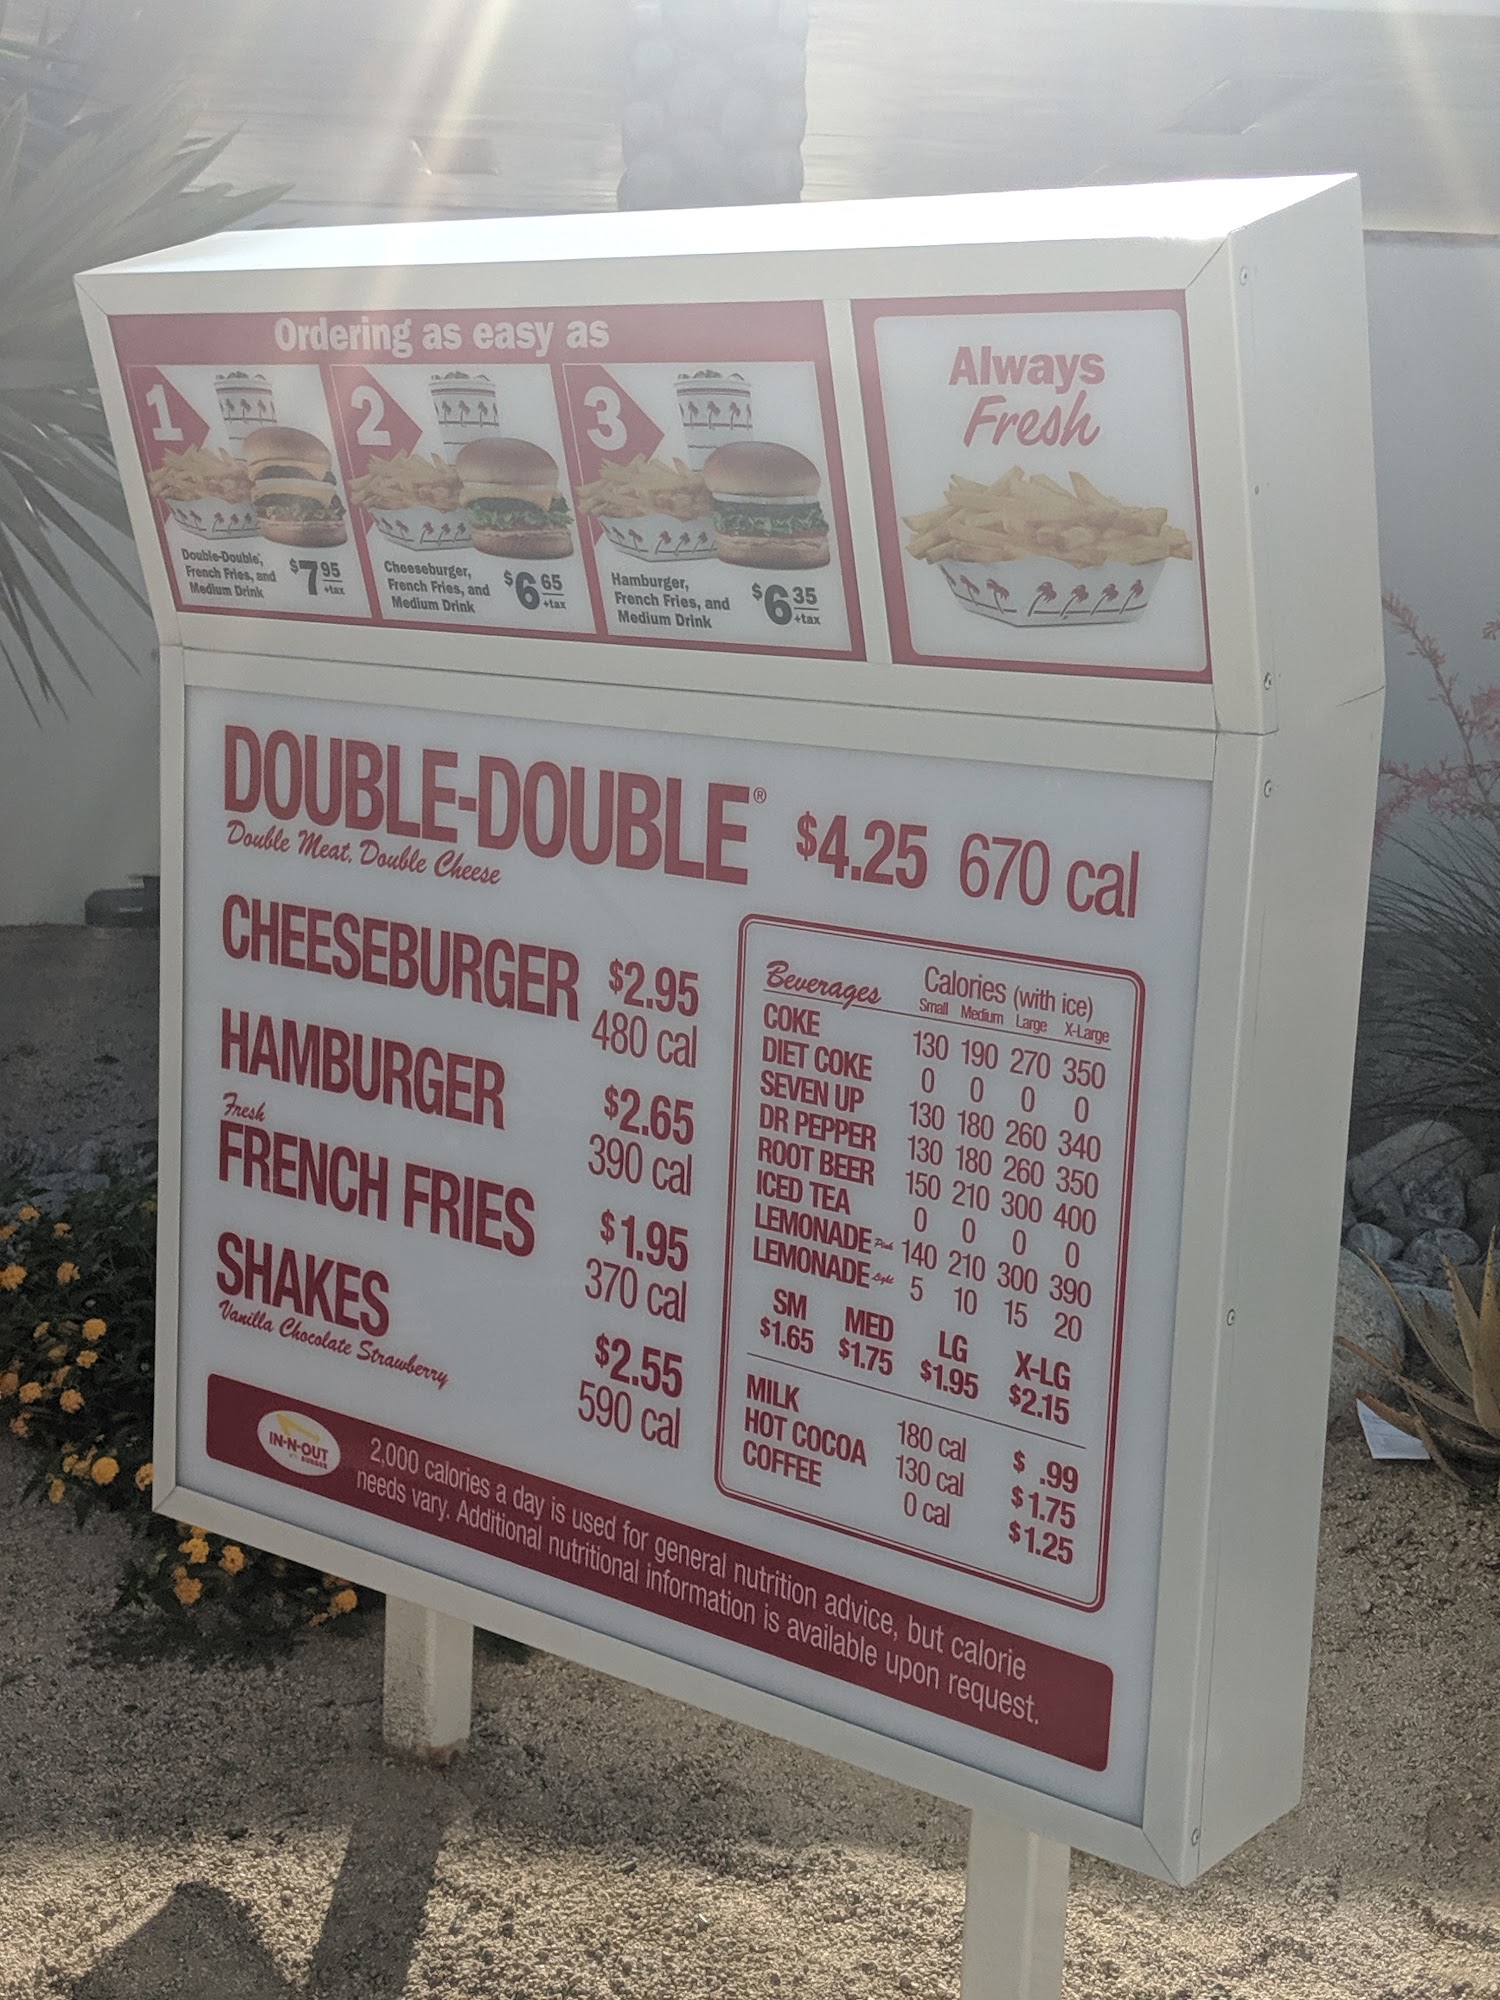 Ordering as easy as
1
Double-Double®,
French Fries, and
Medium Drink
$7 95
+tax
2
Cheeseburger,
French Fries, and
Medium Drink
$6 65
+tax
3
Hamburger,
French Fries, and
Medium Drink
$6 35
+tax
Always
Fresh
DOUBLE-DOUBLE® $4.25 670 cal
Double Meat, Double Cheese
CHEESEBURGER $2.95
480 cal
HAMBURGER $2.65
390 cal
Fresh
FRENCH FRIES $1.95
370 cal
SHAKES $2.55
Vanilla Chocolate Strawberry 590 cal
Beverages Calories (with ice)
Small Medium Large X-Large
COKE 130 190 270 350
DIET COKE 0 0 0 0
SEVEN UP 130 180 260 340
DR PEPPER 130 180 260 350
ROOT BEER 150 210 300 400
ICED TEA 0 0 0 0
LEMONADE Pink 140 210 300 390
LEMONADE Light 5 10 15 20
SM MED LG X-LG
$1.65 $1.75 $1.95 $2.15
MILK 180 cal $ .99
HOT COCOA 130 cal $1.75
COFFEE 0 cal $1.25
IN-N-OUT
BURGER
2,000 calories a day is used for general nutrition advice, but calorie
needs vary. Additional nutritional information is available upon request.